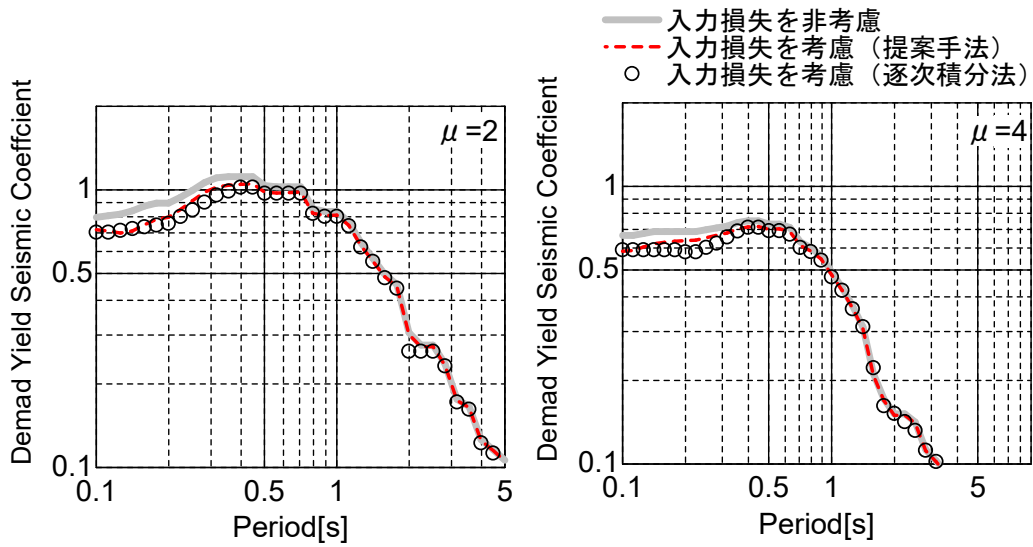 入力損失を非考慮
入力損失を考慮（提案手法）
入力損失を考慮（逐次積分法）
μ=2
Demad Yield Seismic Coeffcient
1
0.5
0.1
0.1 0.5 1 5
Period[s]
μ=4
Demad Yield Seismic Coeffcient
1
0.5
0.1
0.1 0.5 1 5
Period[s]